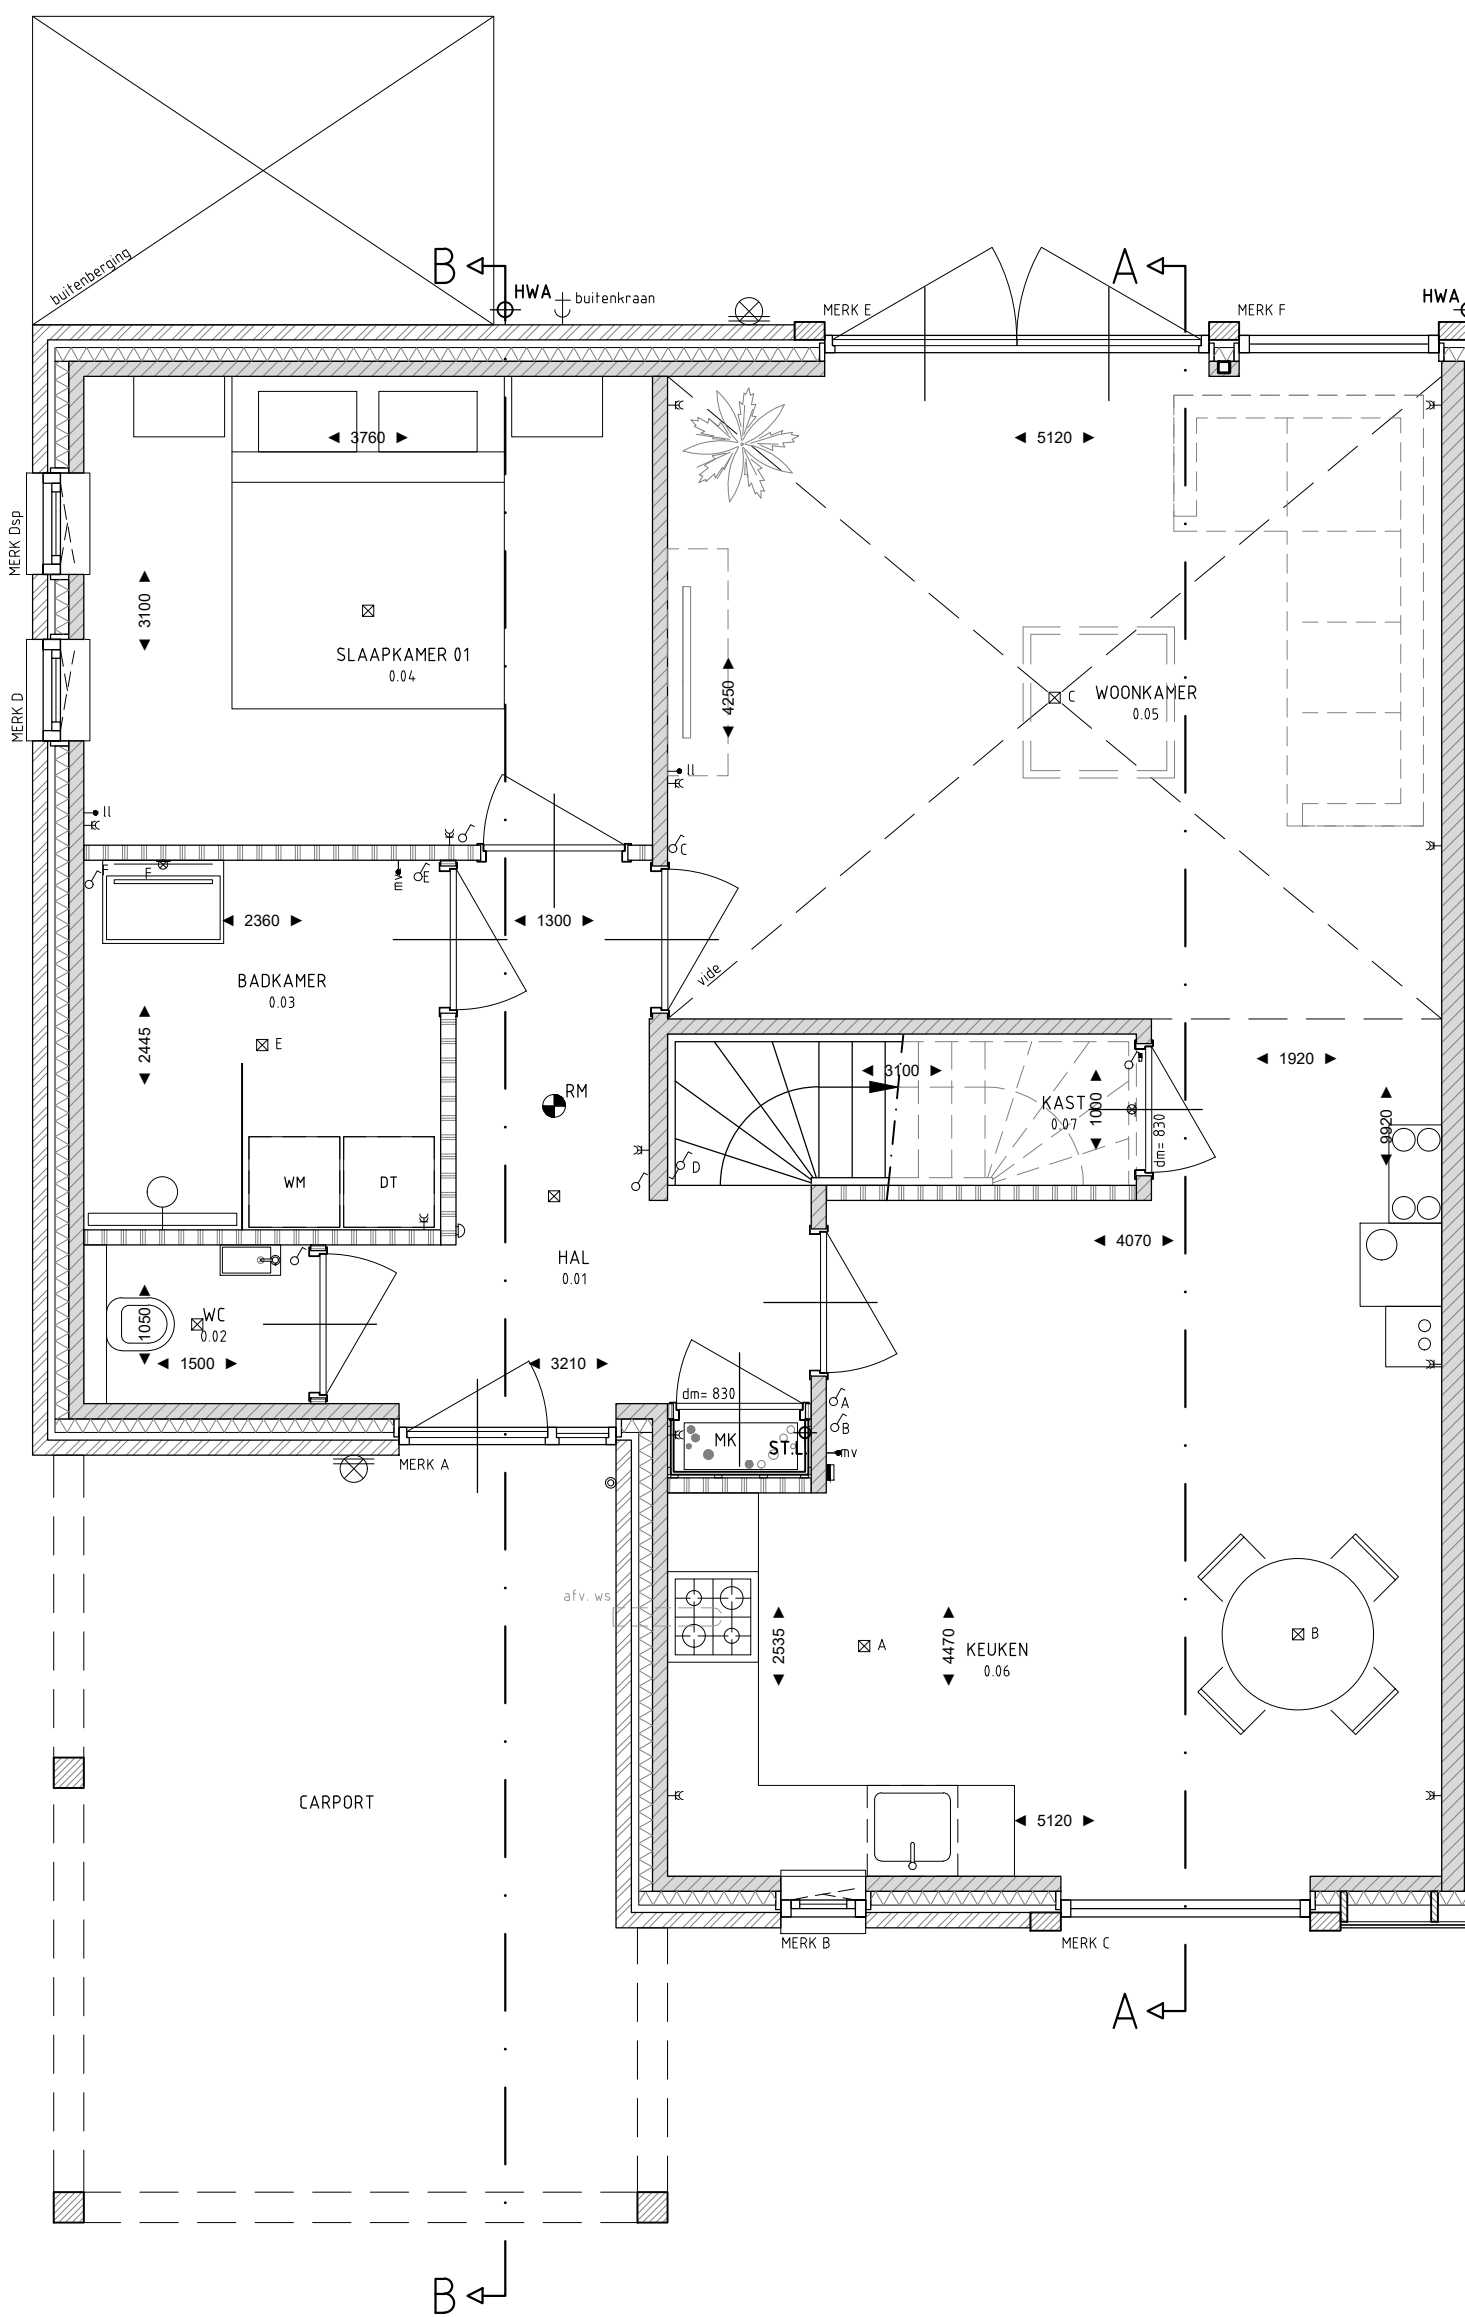 buitenberging
B
A
HWA
buitenkraan
MERK E
MERK F
HWA
3760
5120
MERK Dsp
3100
SLAAPKAMER 01
0.04
MERK D
4250
C
WOONKAMER
0.05
ll
ll
C
F
F
mv
E
2360
1300
BADKAMER
0.03
vide
2445
E
RM
3100
1920
KAST
0.07
1000
dm= 830
9920
D
WM
DT
4070
HAL
0.01
WC
0.02
1050
1500
3210
dm= 830
A
B
MK
ST.L.
mv
MERK A
afv. ws
2535
A
4470
KEUKEN
0.06
B
CARPORT
5120
MERK B
MERK C
A
B